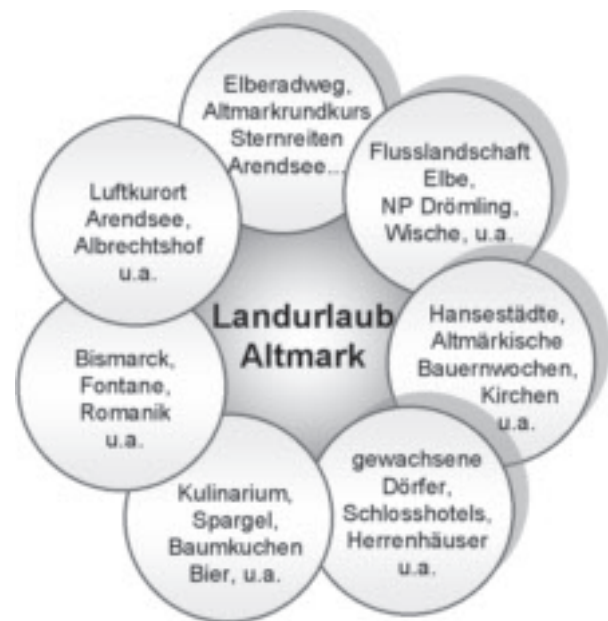 Elberadweg,
Altmarkrundkurs
Sternreiten
Arendsee...
Flusslandschaft
Elbe,
NP Drömling,
Wische, u.a.
Hansestädte,
Altmärkische
Bauernwochen,
Kirchen
u.a.
gewachsene
Dörfer,
Schlosshotels,
Herrenhäuser
u.a.
Kulinarium,
Spargel,
Baumkuchen
Bier, u.a.
Bismarck,
Fontane,
Romanik
u.a.
Luftkurort
Arendsee,
Albrechtshof
u.a.
Landurlaub
Altmark